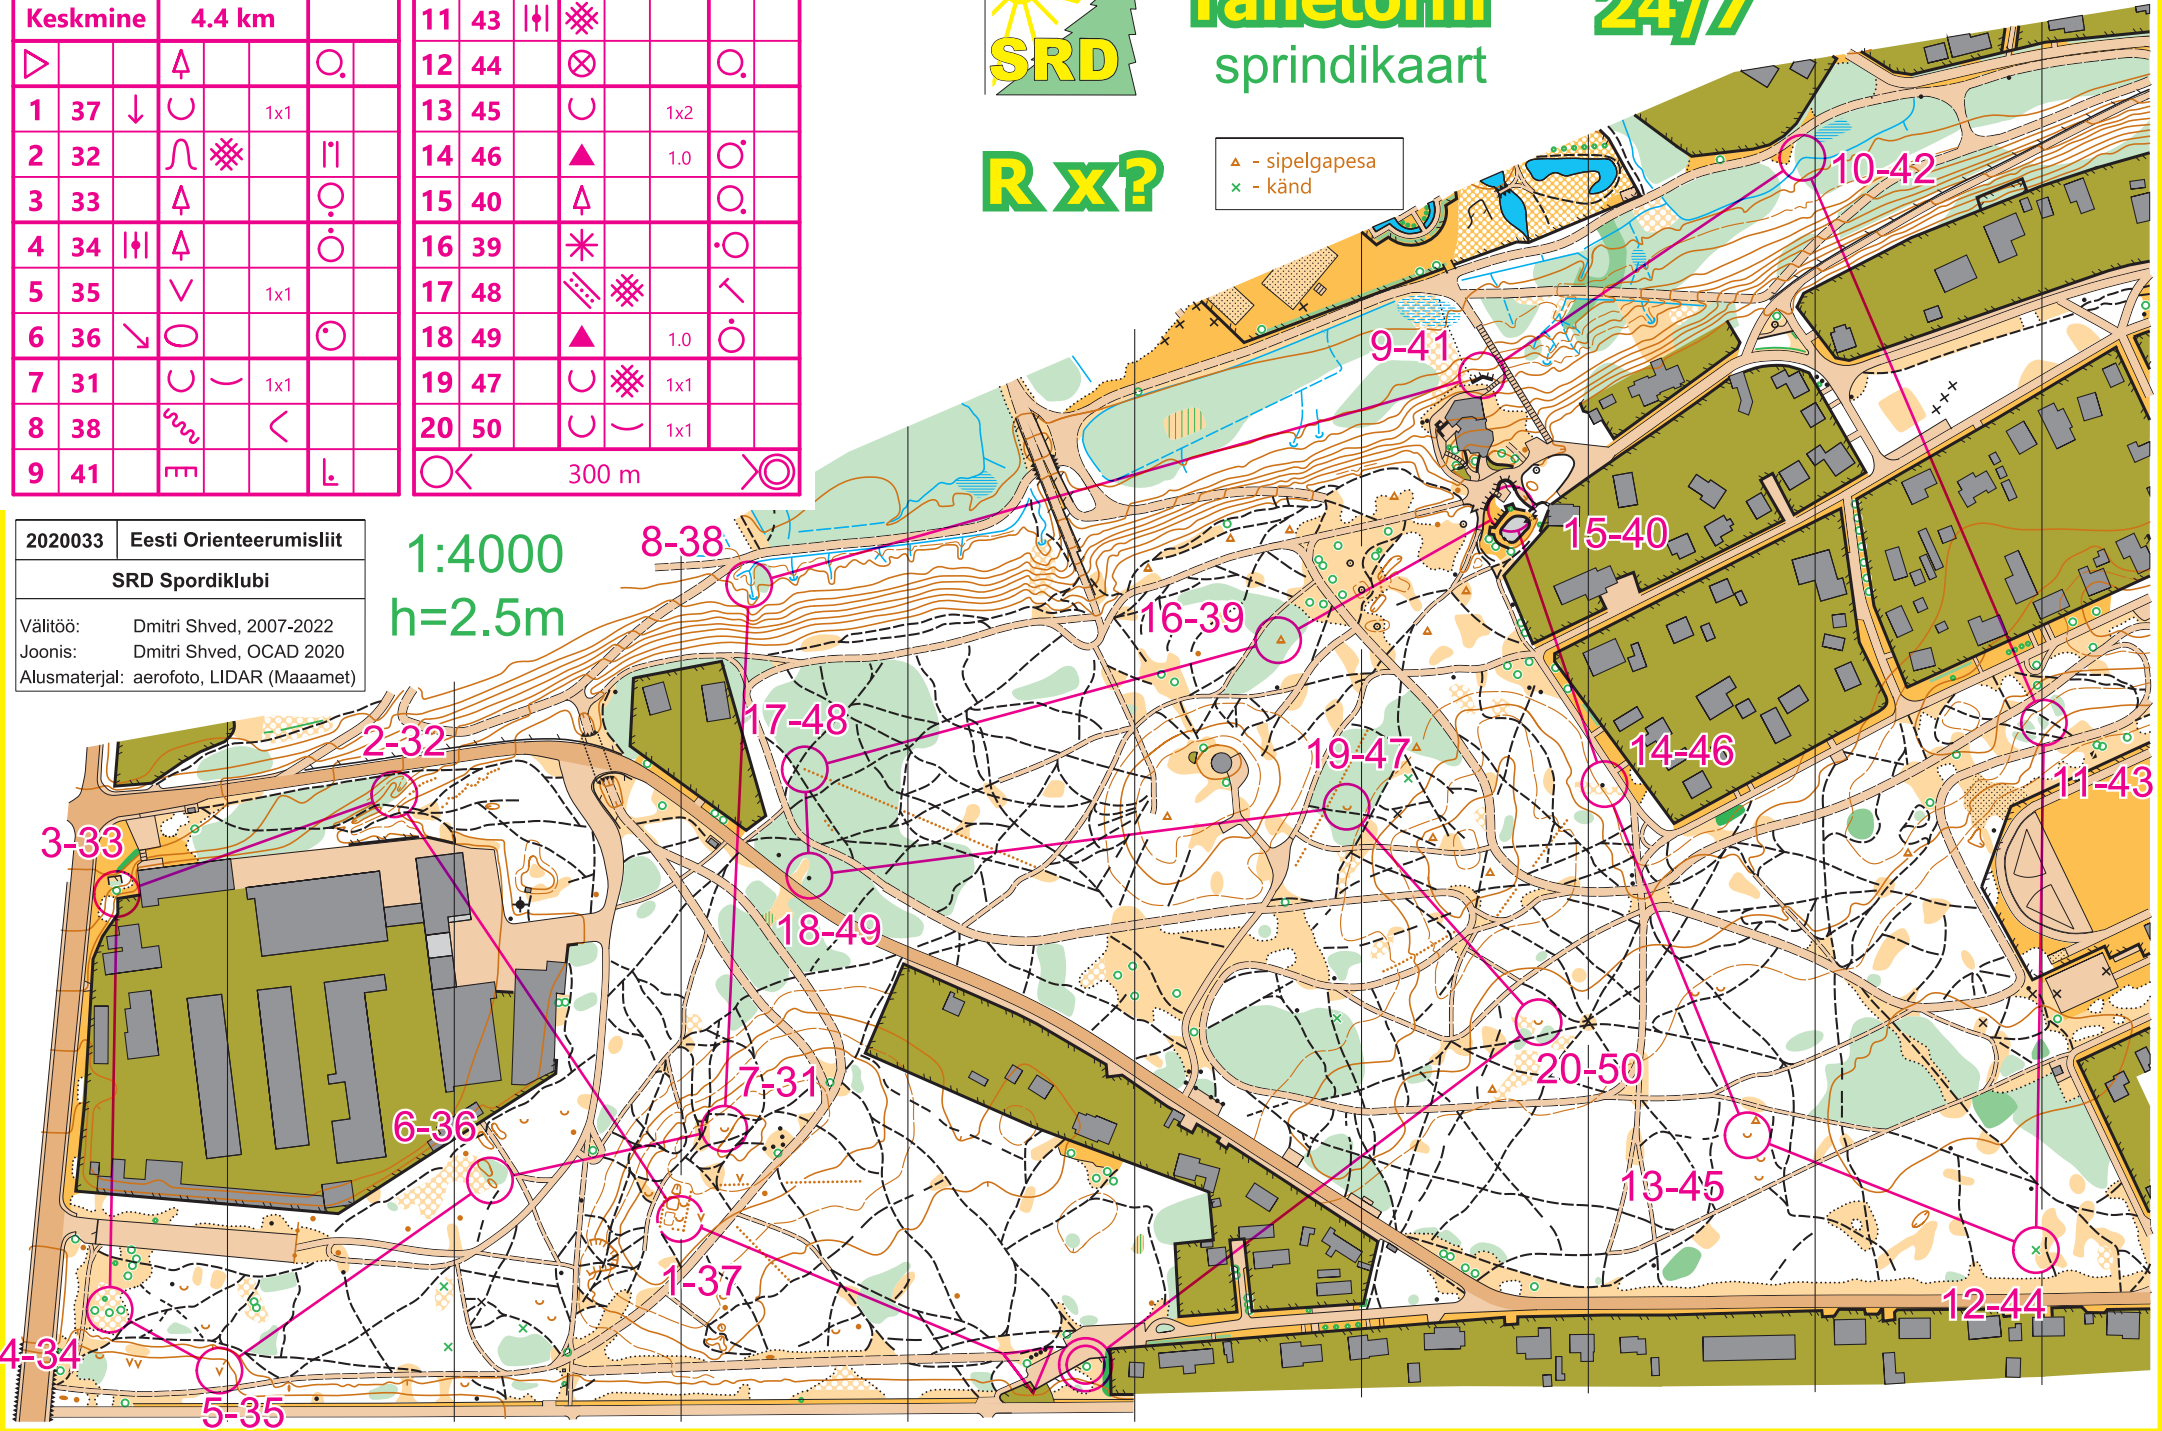 Keskmine 4.4 km
1 37 1x1
2 32
3 33
4 34
5 35 1x1
6 36
7 31 1x1
8 38
9 41
11 43
12 44
13 45 1x2
14 46 1.0
15 40
16 39
17 48
18 49 1.0
19 47 1x1
20 50 1x1
300 m
SRD
sprindikaart
24/7
R x?
- sipelgapesa
- känd
2020033 Eesti Orienteerumisliit
SRD Spordiklubi
Välitöö: Dmitri Shved, 2007-2022
Joonis: Dmitri Shved, OCAD 2020
Alusmaterjal: aerofoto, LIDAR (Maaamet)
1:4000
h=2.5m
10-42
9-41
8-38
15-40
16-39
17-48
2-32
19-47
14-46
11-43
3-33
18-49
20-50
7-31
6-36
13-45
1-37
12-44
4-34
5-35